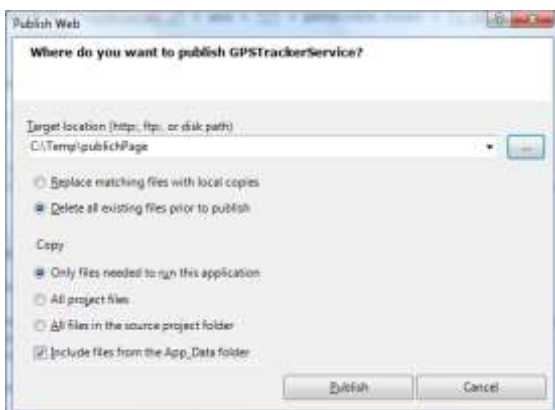 Publish Web
Where do you want to publish GPSTrackerService?
Target location (http:, ftp:, or disk path)
C:\Temp\publichPage
...
Replace matching files with local copies
Delete all existing files prior to publish
Copy
Only files needed to run this application
All project files
All files in the source project folder
Include files from the App_Data folder
Publish Cancel